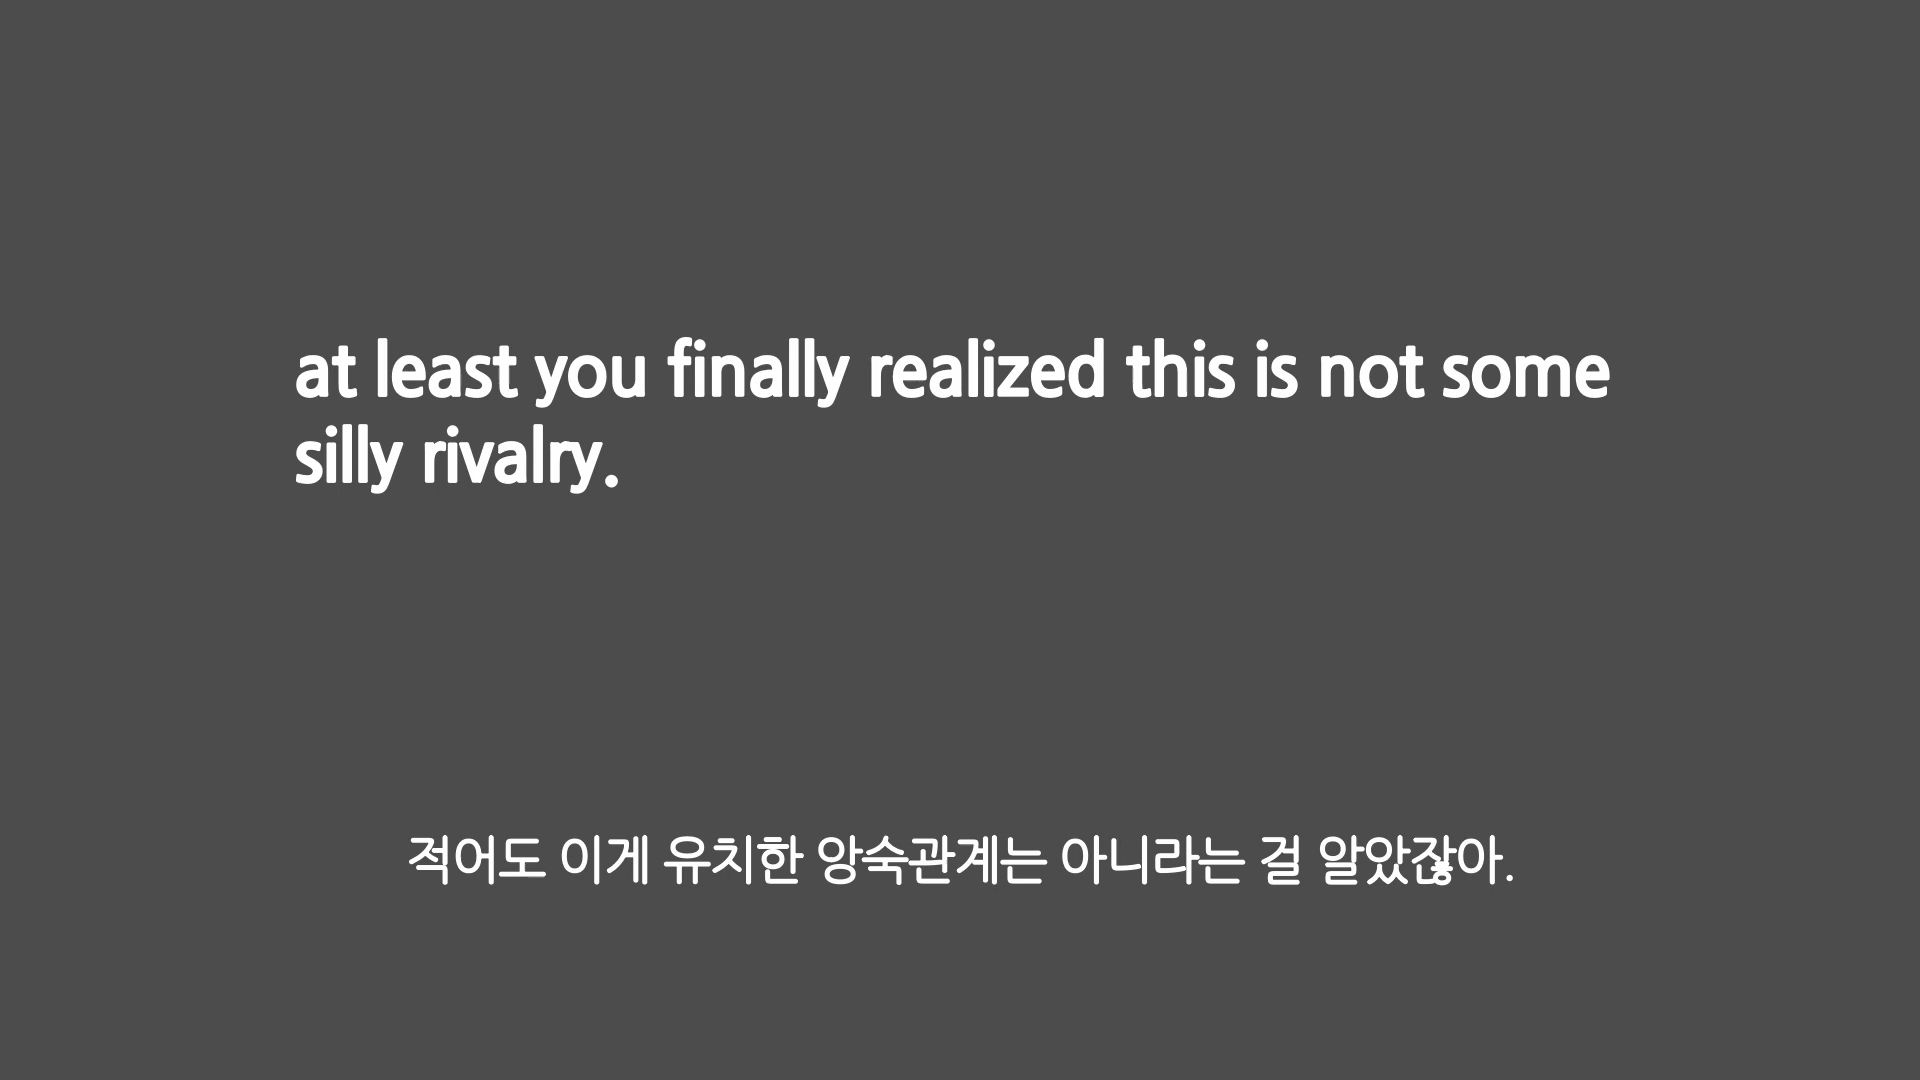 at least you finally realized this is not some
silly rivalry.
적어도 이게 유치한 앙숙관계는 아니라는 걸 알았잖아.